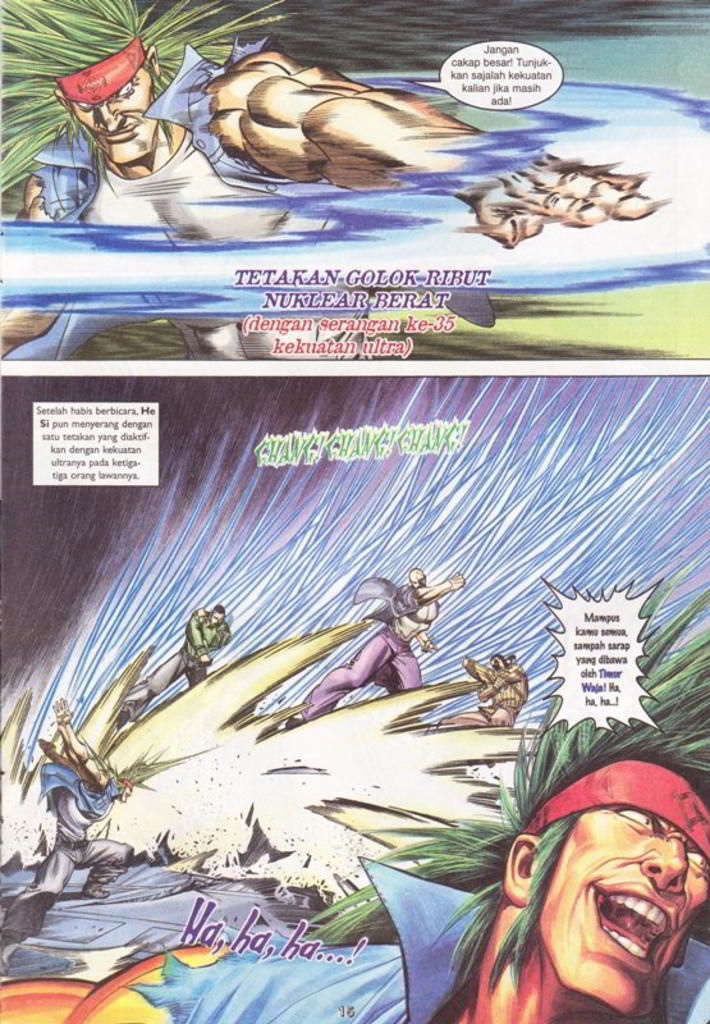 Jangan
cakap besar! Tunjuk-
kan sajalah kekuatan
kalian jika masih
ada!
TETAKAN GOLOK RIBUT
NUKLEAR BERAT
(dengan serangan ke-35
kekuatan ultra)
Setelah habis berbicara, He
Si pun menyerang dengan
satu tetakan yang diaktif-
kan dengan kekuatan
ultranya pada ketiga-
tiga orang lawannya.
CHANG! CHANG! CHANG!
Mampus
kamu semua,
sampah sarap
yang dibawa
oleh Timur
Waja! Ha,
ha, ha...!
Ha, ha, ha....!
15